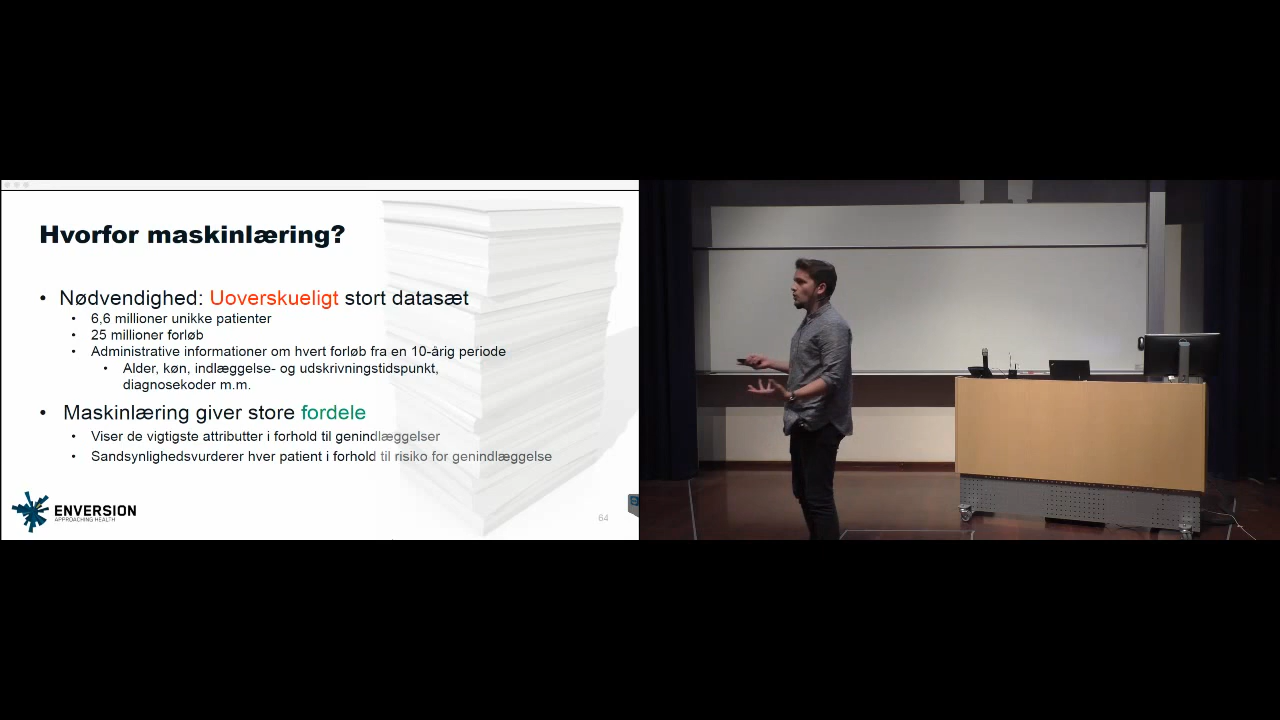 Hvorfor maskinlæring?
• Nødvendighed: Uoverskueligt stort datasæt
• 6,6 millioner unikke patienter
• 25 millioner forløb
• Administrative informationer om hvert forløb fra en 10-årig periode
• Alder, køn, indlæggelse- og udskrivningstidspunkt,
diagnosekoder m.m.
• Maskinlæring giver store fordele
• Viser de vigtigste attributter i forhold til genindlæggelser
• Sandsynlighedsvurderer hver patient i forhold til risiko for genindlæggelse
ENVERSION
APPROACHING HEALTH
64